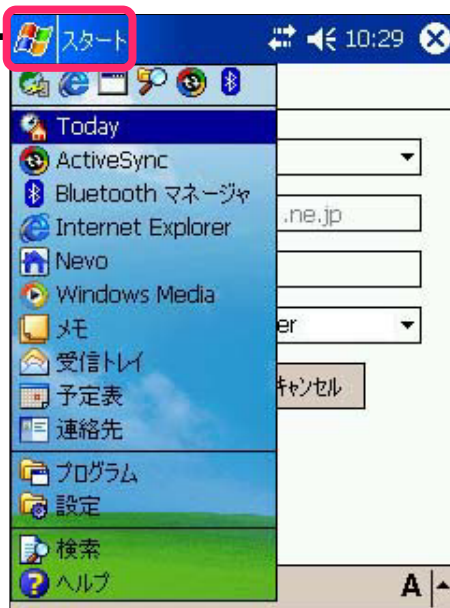 スタート 10:29
Today
ActiveSync
Bluetooth マネージャ
Internet Explorer
.ne.jp
Nevo
Windows Media
メモ
er
受信トレイ
予定表
キャンセル
連絡先
プログラム
設定
検索
ヘルプ
A